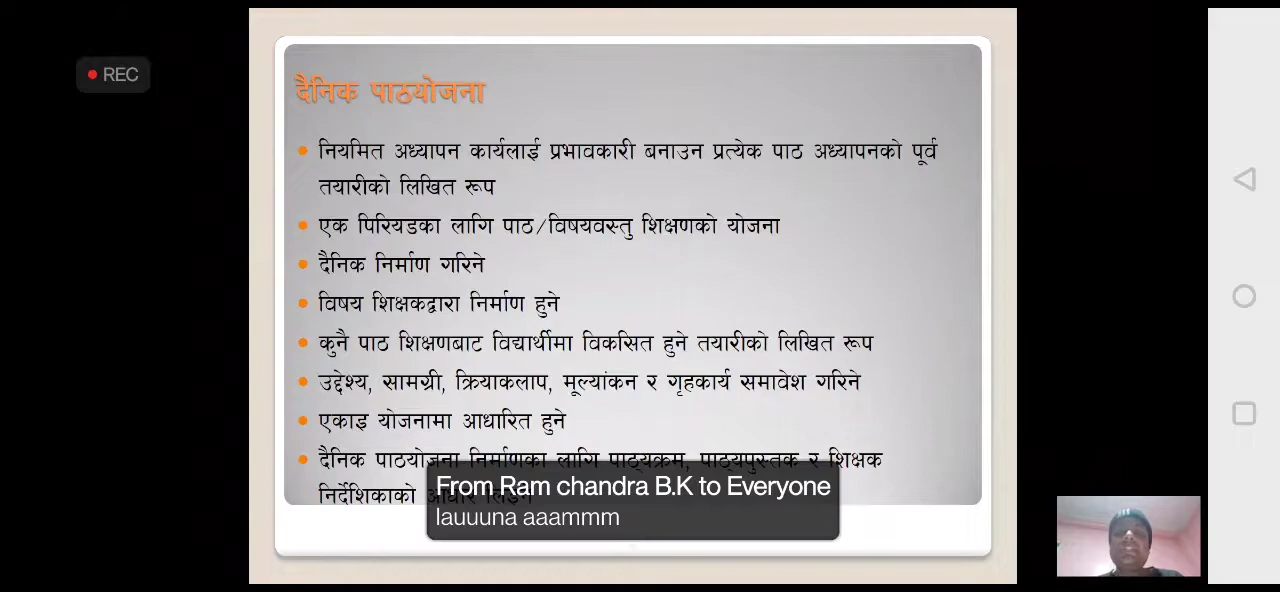 REC
दैनिक पाठयोजना
नियमित अध्यापन कार्यलाई प्रभावकारी बनाउन प्रत्येक पाठ अध्यापनको पूर्व
तयारीको लिखित रूप
एक पिरियडका लागि पाठ/विषयवस्तु शिक्षणको योजना
दैनिक निर्माण गरिने
विषय शिक्षकद्वारा निर्माण हुने
कुनै पाठ शिक्षणबाट विद्यार्थीमा विकसित हुने तयारीको लिखित रूप
उद्देश्य, सामग्री, क्रियाकलाप, मूल्यांकन र गृहकार्य समावेश गरिने
एकाइ योजनामा आधारित हुने
दैनिक पाठयोजना निर्माणका लागि पाठ्यक्रम, पाठ्यपुस्तक र शिक्षक
निर्देशिकाको आधार लिइने
From Ram chandra B.K to Everyone
lauuuna aaammm